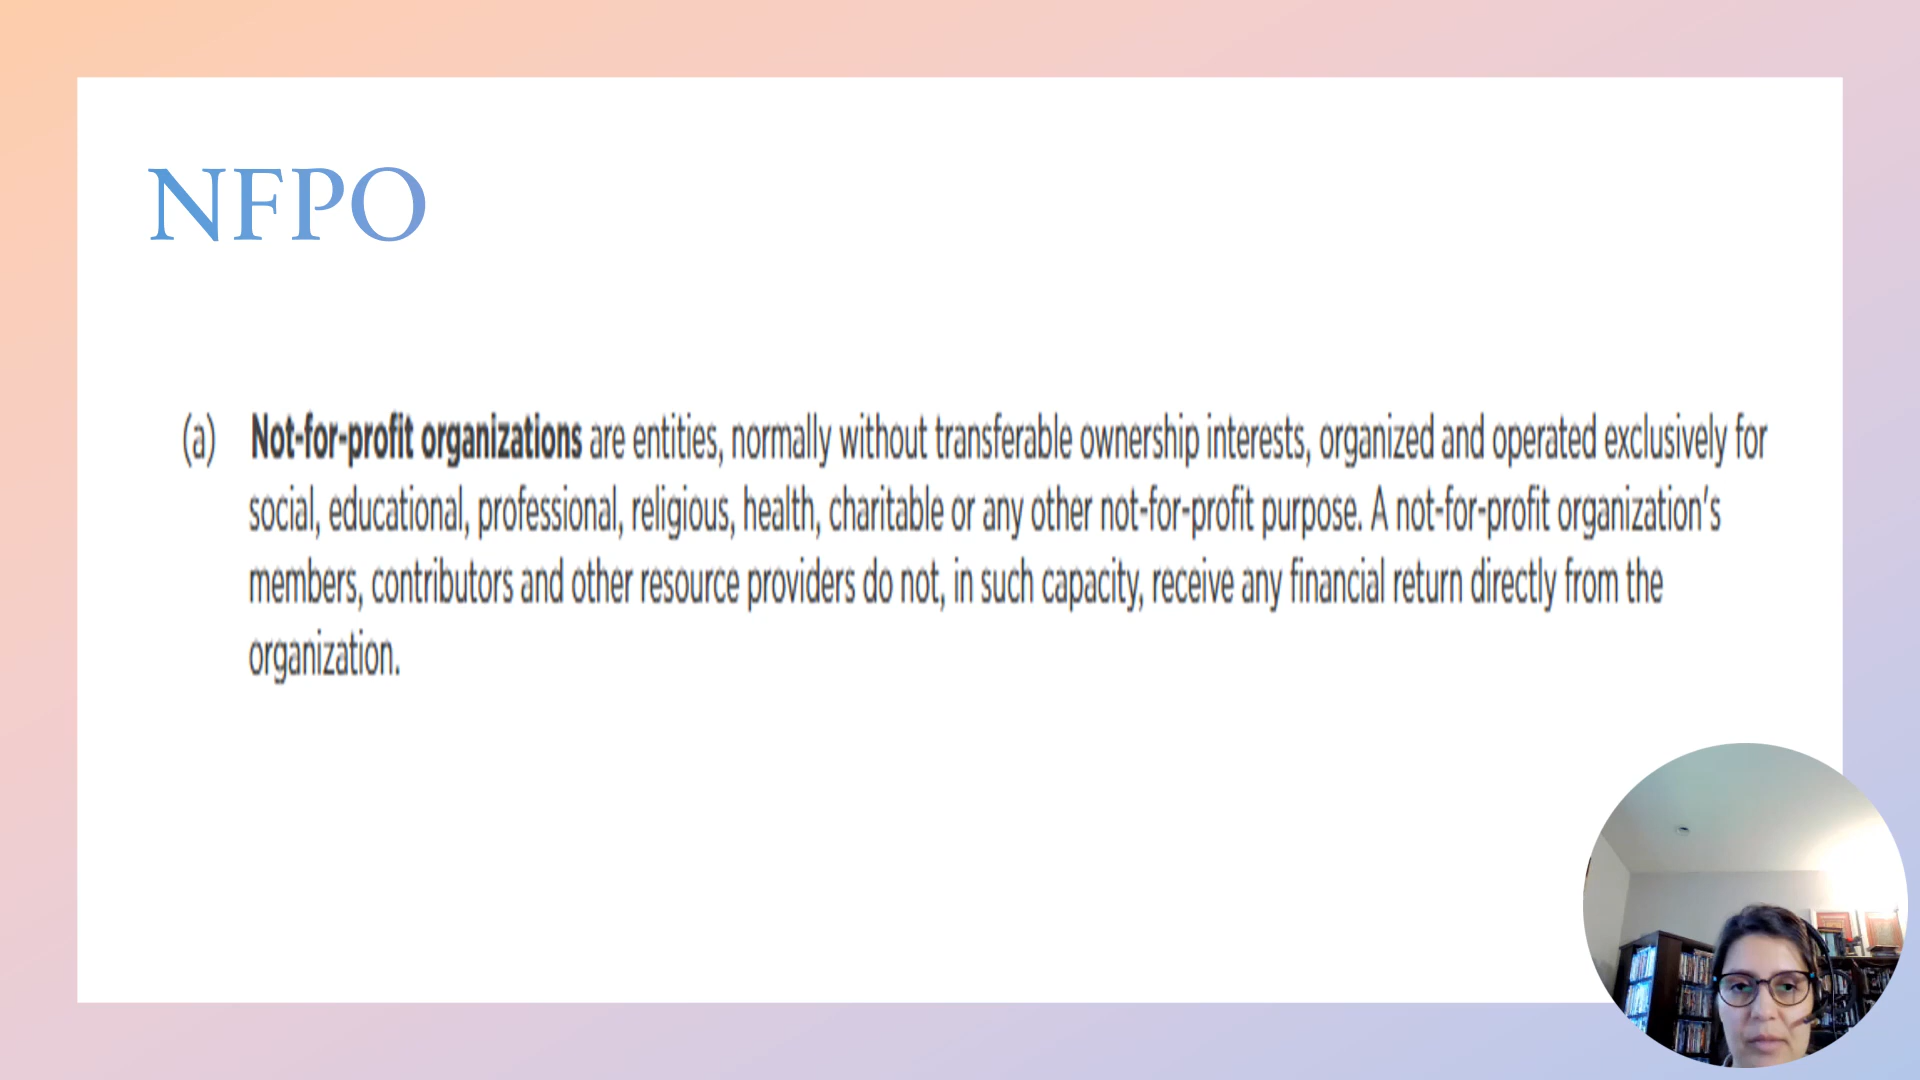 NFPO
(a) Not-for-profit organizations are entities, normally without transferable ownership interests, organized and operated exclusively for
social, educational, professional, religious, health, charitable or any other not-for-profit purpose. A not-for-profit organization’s
members, contributors and other resource providers do not, in such capacity, receive any financial return directly from the
organization.